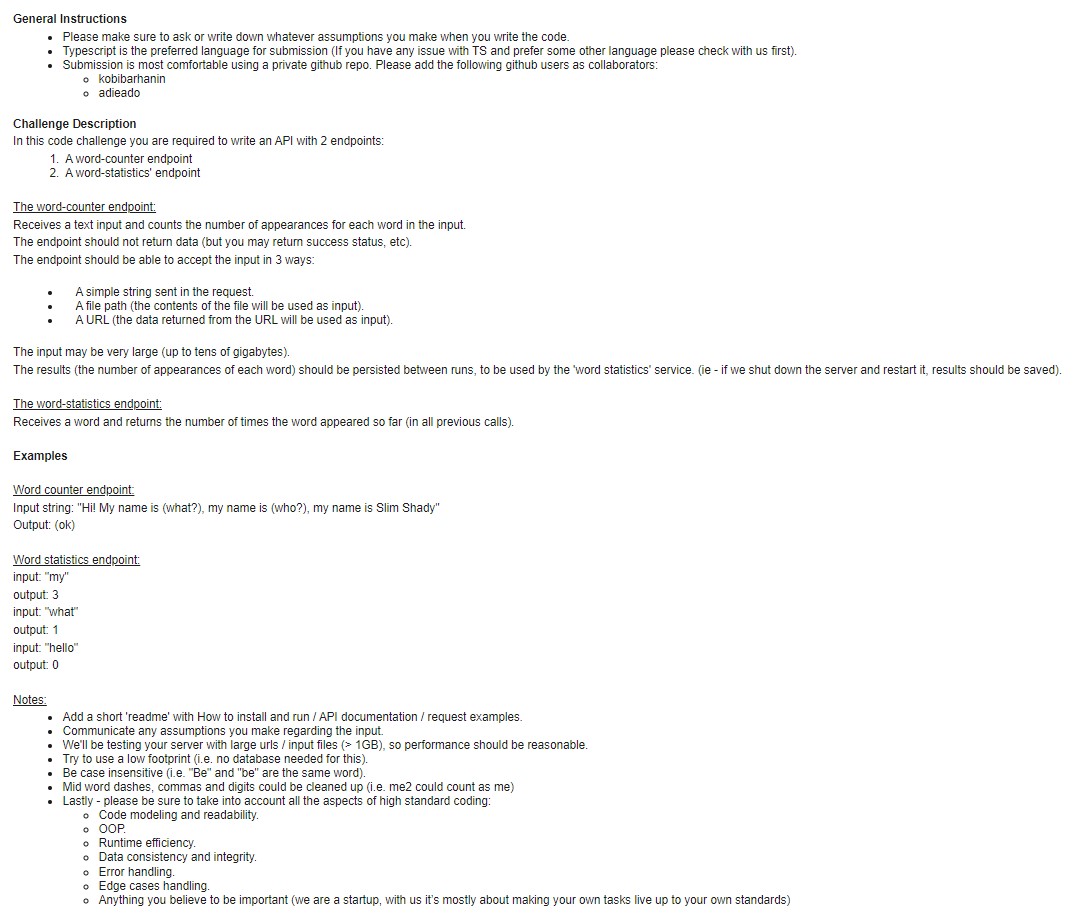 General Instructions
• Please make sure to ask or write down whatever assumptions you make when you write the code.
• Typescript is the preferred language for submission (If you have any issue with TS and prefer some other language please check with us first).
• Submission is most comfortable using a private github repo. Please add the following github users as collaborators:
o kobibarhanin
o adieado
Challenge Description
In this code challenge you are required to write an API with 2 endpoints:
1. A word-counter endpoint
2. A word-statistics' endpoint
The word-counter endpoint:
Receives a text input and counts the number of appearances for each word in the input.
The endpoint should not return data (but you may return success status, etc).
The endpoint should be able to accept the input in 3 ways:
• A simple string sent in the request.
• A file path (the contents of the file will be used as input).
• A URL (the data returned from the URL will be used as input).
The input may be very large (up to tens of gigabytes).
The results (the number of appearances of each word) should be persisted between runs, to be used by the 'word statistics' service. (ie - if we shut down the server and restart it, results should be saved).
The word-statistics endpoint:
Receives a word and returns the number of times the word appeared so far (in all previous calls).
Examples
Word counter endpoint:
Input string: "Hi! My name is (what?), my name is (who?), my name is Slim Shady"
Output: (ok)
Word statistics endpoint:
input: "my"
output: 3
input: "what"
output: 1
input: "hello"
output: 0
Notes:
• Add a short 'readme' with How to install and run / API documentation / request examples.
• Communicate any assumptions you make regarding the input.
• We'll be testing your server with large urls / input files (> 1GB), so performance should be reasonable.
• Try to use a low footprint (i.e. no database needed for this).
• Be case insensitive (i.e. "Be" and "be" are the same word).
• Mid word dashes, commas and digits could be cleaned up (i.e. me2 could count as me)
• Lastly - please be sure to take into account all the aspects of high standard coding:
o Code modeling and readability.
o OOP.
o Runtime efficiency.
o Data consistency and integrity.
o Error handling.
o Edge cases handling.
o Anything you believe to be important (we are a startup, with us it's mostly about making your own tasks live up to your own standards)